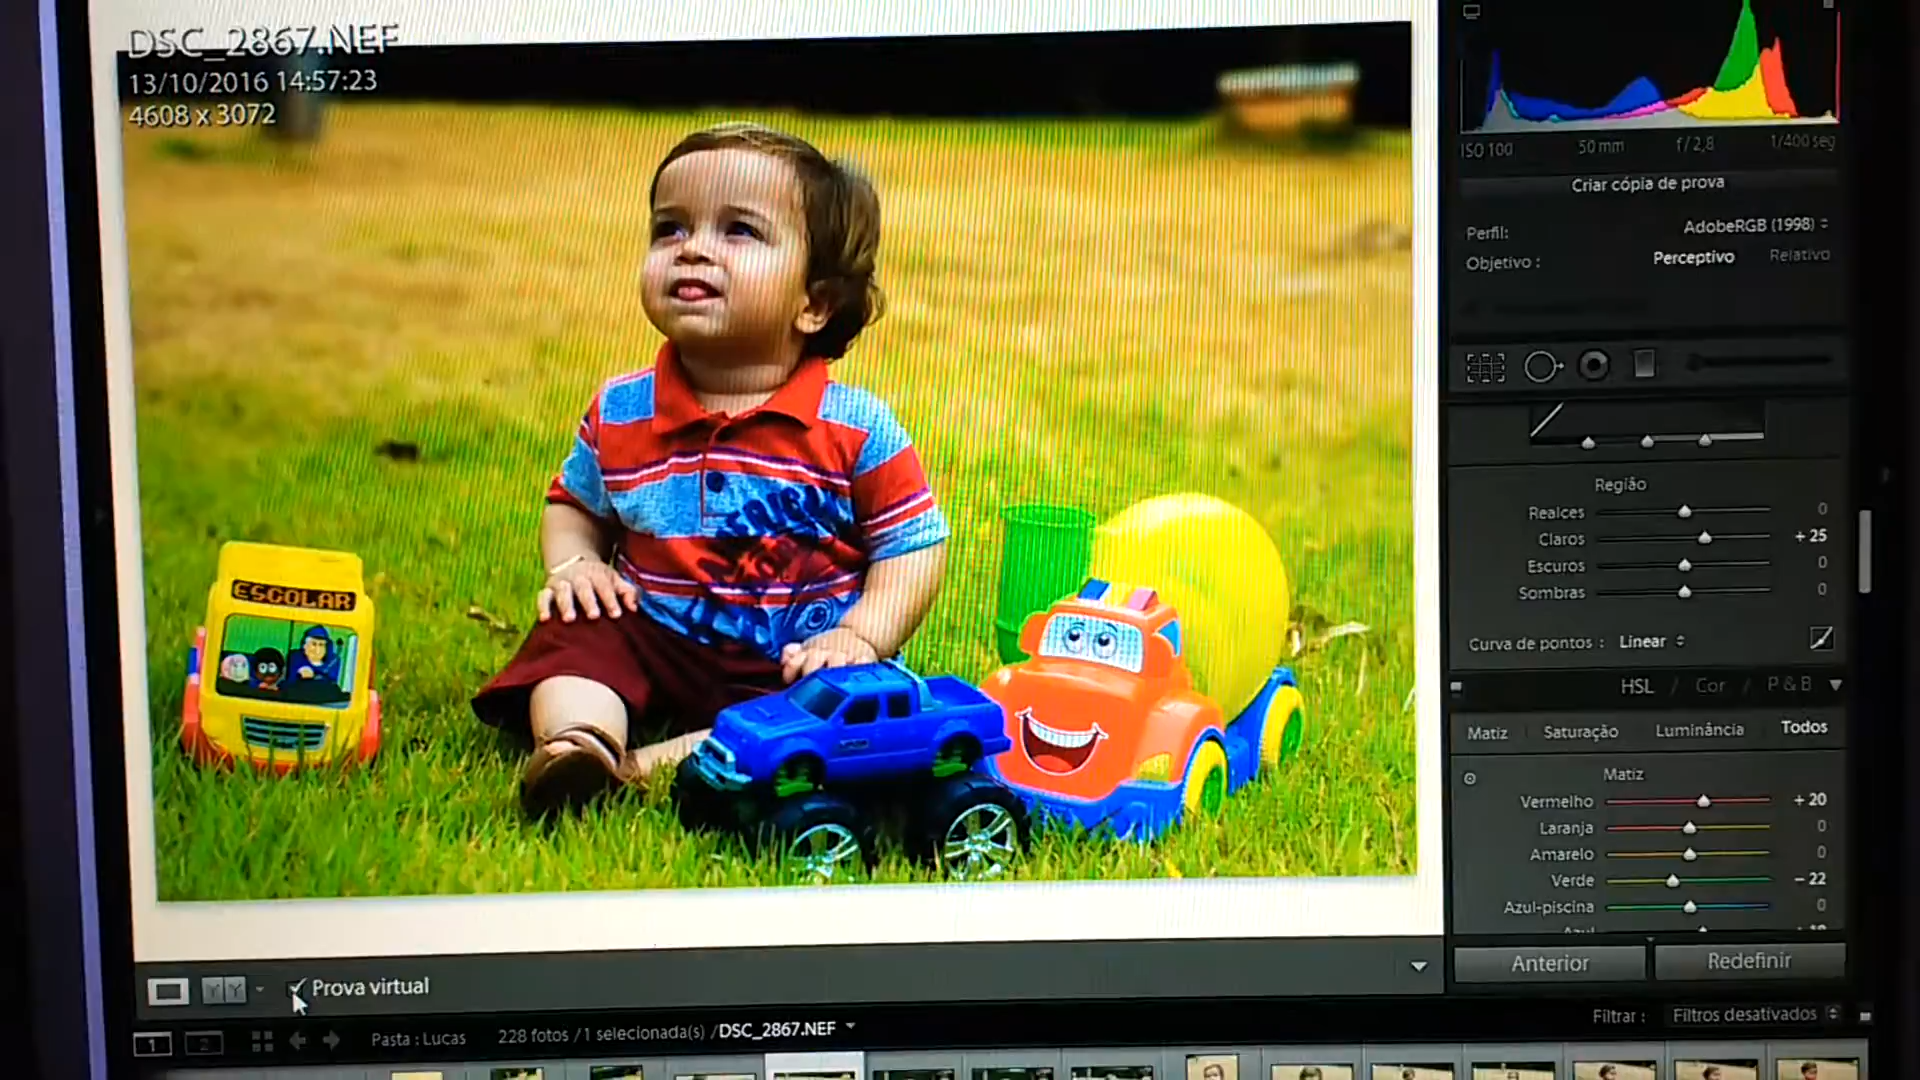 DSC_2867.NEF
13/10/2016 14:57:23
4608 x 3072
ISO 100 50 mm f / 2,8 1/400 seg
Criar cópia de prova
Perfil: AdobeRGB (1998)
Objetivo : Perceptivo Relativo
ESCOLAR
Região
Realces 0
Claros + 25
Escuros 0
Sombras 0
Curva de pontos : Linear
HSL / Cor / P & B
Matiz Saturação Luminância Todos
Matiz
Vermelho + 20
Laranja 0
Amarelo 0
Verde - 22
Azul-piscina 0
Anterior Redefinir
Y Y Prova virtual
Filtrar : Filtros desativados
1 2 Pasta : Lucas 228 fotos /1 selecionada(s) /DSC_2867.NEF